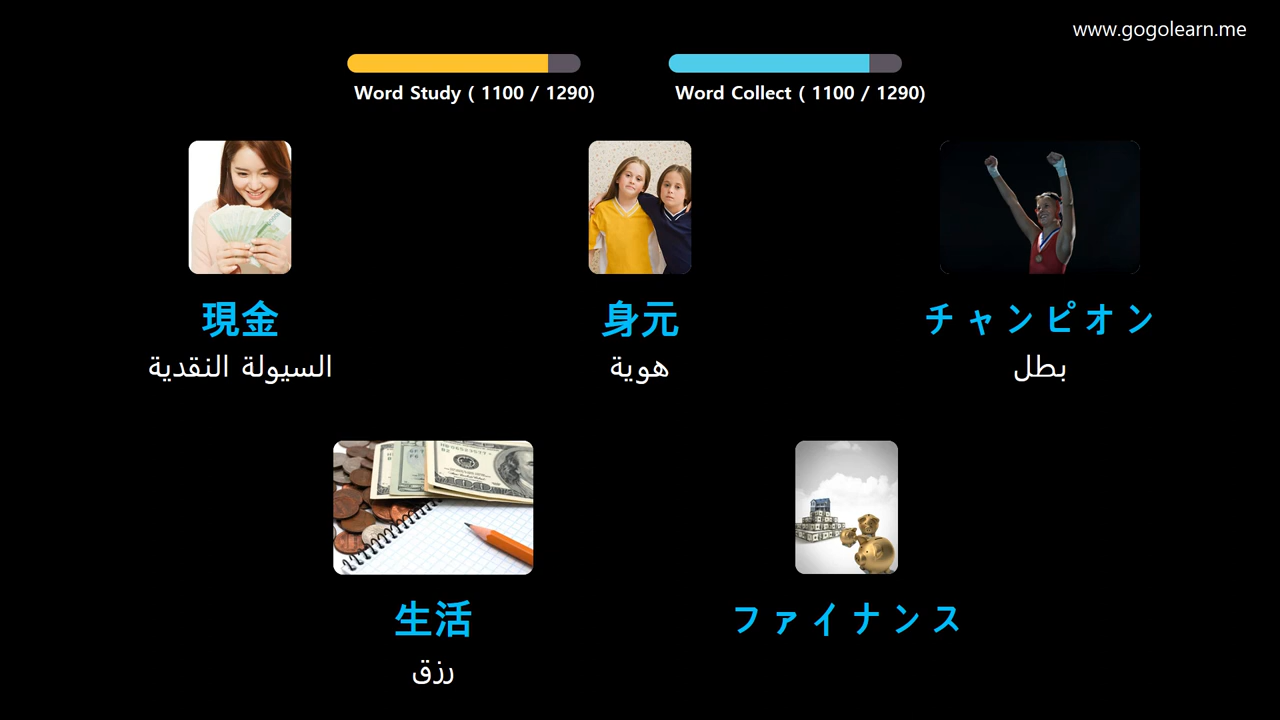 www.gogolearn.me
Word Study ( 1100 / 1290)
Word Collect ( 1100 / 1290)
現金
السيولة النقدية
身元
هوية
チャンピオン
بطل
生活
رزق
ファイナンス